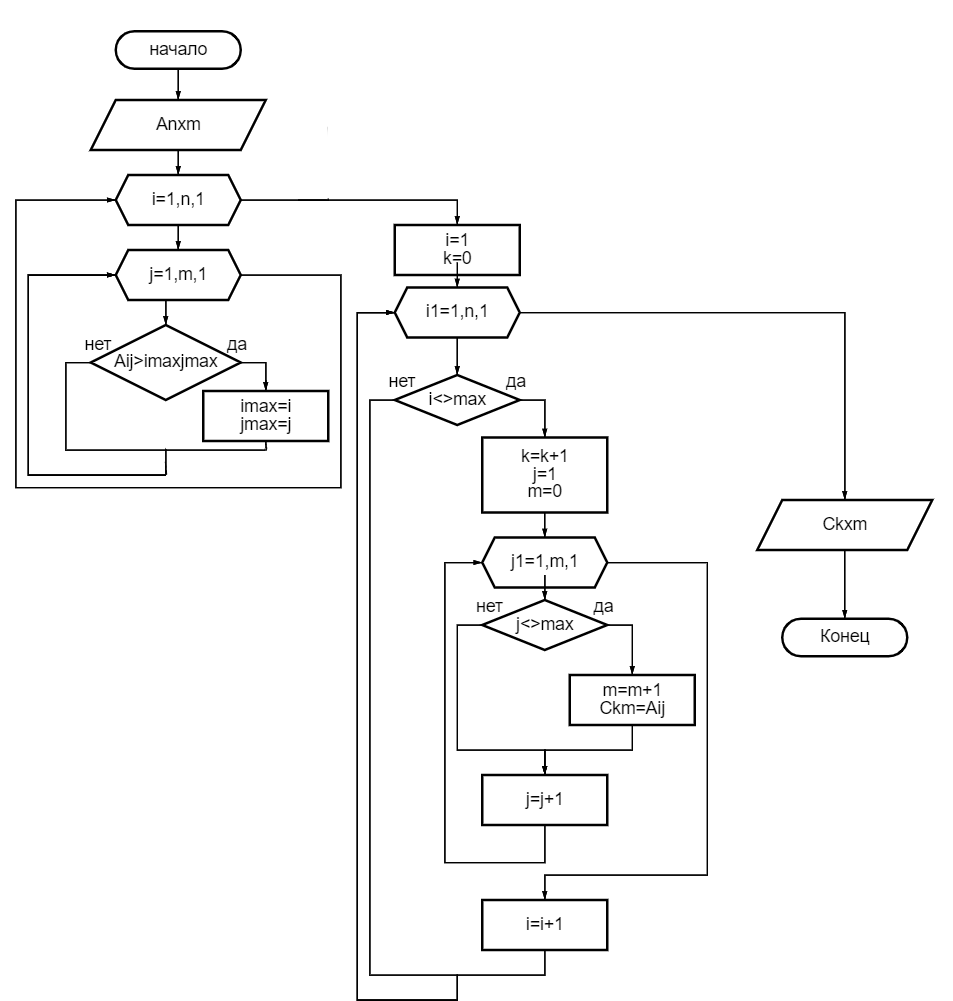 начало
Anxm
i=1,n,1
j=1,m,1
нет
да
Aij>imaxjmax
imax=i
jmax=j
i=1
k=0
i1=1,n,1
нет
да
i<>max
k=k+1
j=1
m=0
j1=1,m,1
нет
да
j<>max
m=m+1
Ckm=Aij
j=j+1
i=i+1
Ckxm
Конец